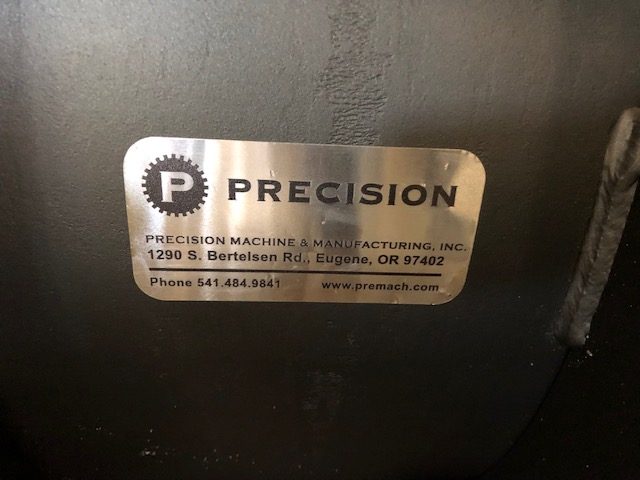 P PRECISION
PRECISION MACHINE & MANUFACTURING, INC.
1290 S. Bertelsen Rd., Eugene, OR 97402
Phone 541.484.9841 www.premach.com